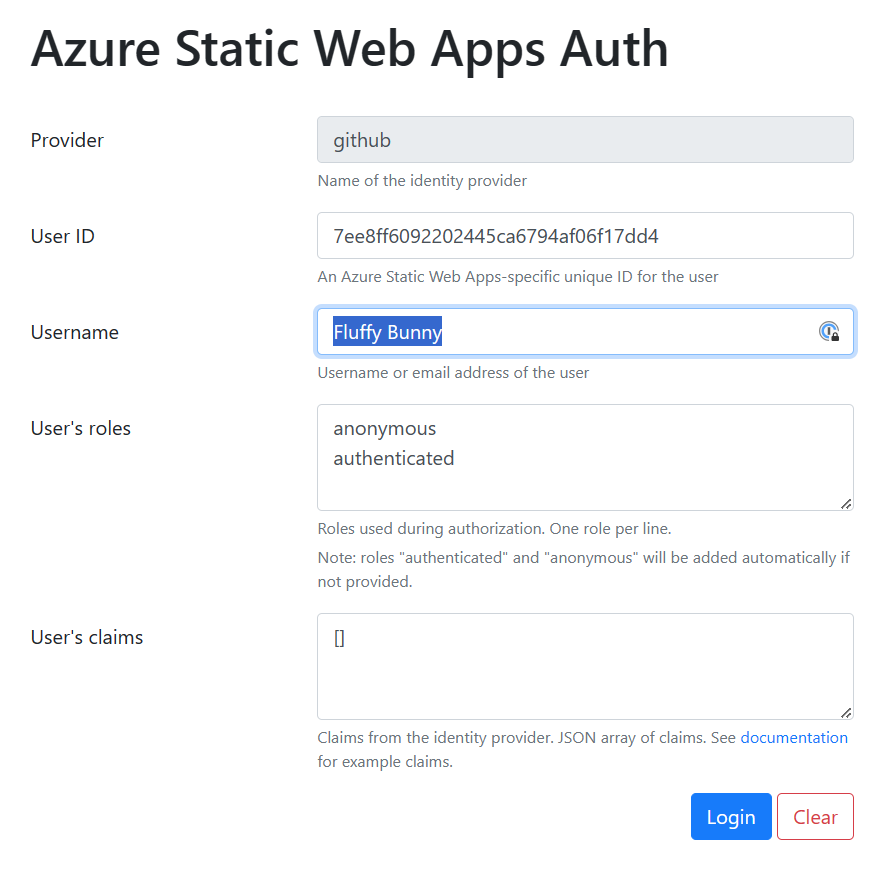 Azure Static Web Apps Auth
Provider
github
Name of the identity provider
User ID
7ee8ff6092202445ca6794af06f17dd4
An Azure Static Web Apps-specific unique ID for the user
Username
Fluffy Bunny
Username or email address of the user
User's roles
anonymous
authenticated
Roles used during authorization. One role per line.
Note: roles "authenticated" and "anonymous" will be added automatically if
not provided.
User's claims
[]
Claims from the identity provider. JSON array of claims. See documentation
for example claims.
Login
Clear